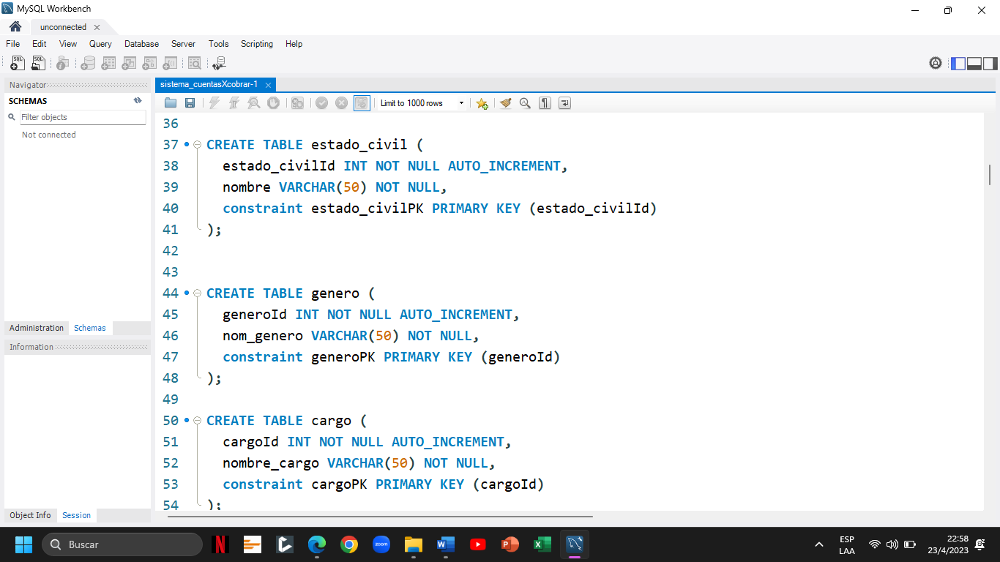 MySQL Workbench
unconnected
File Edit View Query Database Server Tools Scripting Help
Navigator
SCHEMAS
Filter objects
Not connected
Administration Schemas
Information
Object Info Session
sistema_cuentasXcobrar-1
Limit to 1000 rows
36
37 CREATE TABLE estado_civil (
38 estado_civilId INT NOT NULL AUTO_INCREMENT,
39 nombre VARCHAR(50) NOT NULL,
40 constraint estado_civilPK PRIMARY KEY (estado_civilId)
41 );
42
43
44 CREATE TABLE genero (
45 generoId INT NOT NULL AUTO_INCREMENT,
46 nom_genero VARCHAR(50) NOT NULL,
47 constraint generoPK PRIMARY KEY (generoId)
48 );
49
50 CREATE TABLE cargo (
51 cargoId INT NOT NULL AUTO_INCREMENT,
52 nombre_cargo VARCHAR(50) NOT NULL,
53 constraint cargoPK PRIMARY KEY (cargoId)
54 );
Buscar
zoom
ESP
LAA
22:58
23/4/2023